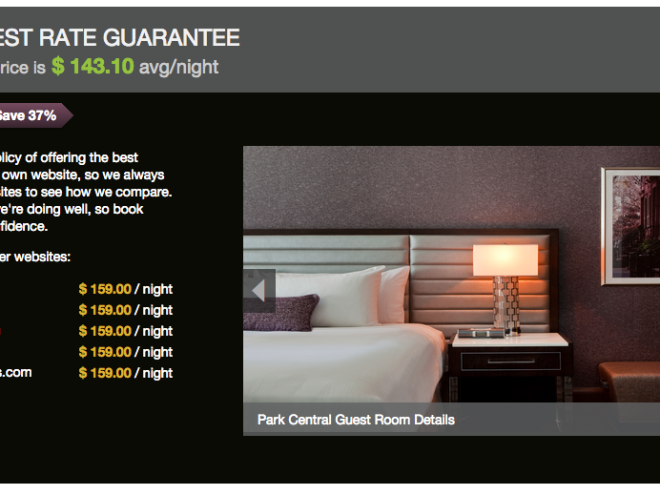 EST RATE GUARANTEE
rice is $ 143.10 avg/night
Save 37%
licy of offering the best
own website, so we always
sites to see how we compare.
e're doing well, so book
fidence.
er websites:
$ 159.00 / night
$ 159.00 / night
$ 159.00 / night
$ 159.00 / night
s.com $ 159.00 / night
Park Central Guest Room Details